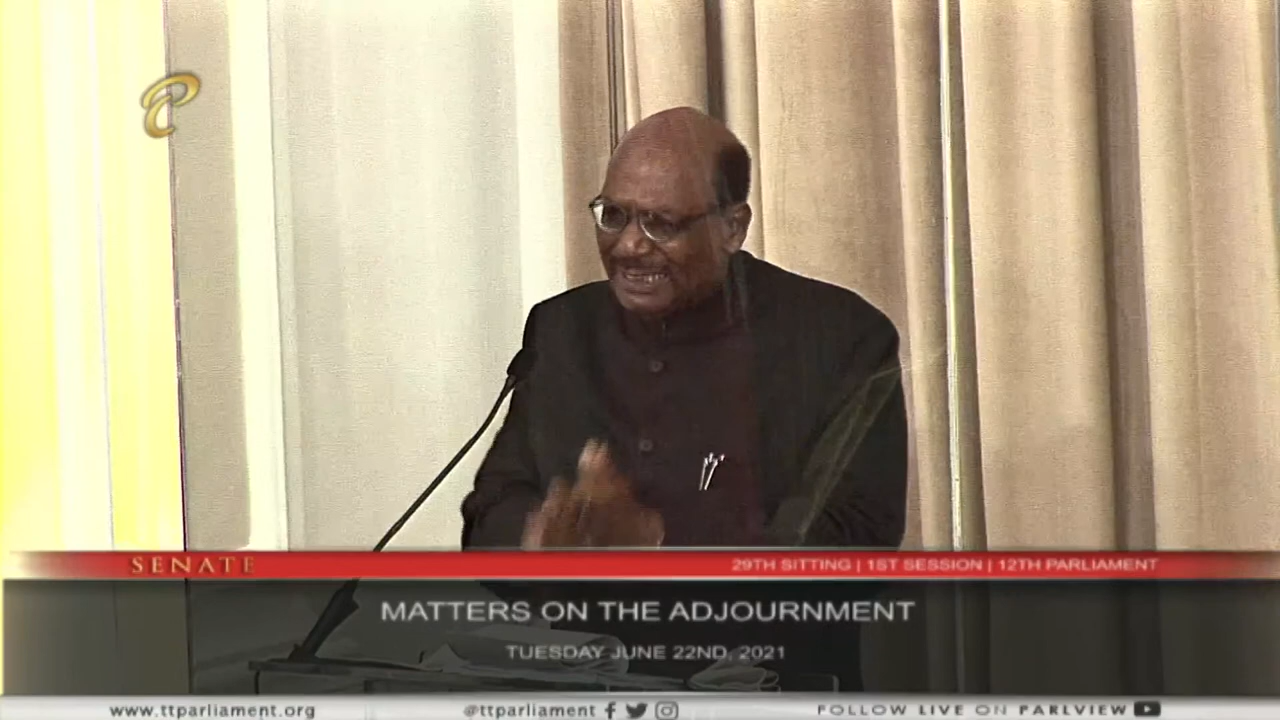 SENATE
29TH SITTING | 1ST SESSION | 12TH PARLIAMENT
MATTERS ON THE ADJOURNMENT
TUESDAY JUNE 22ND, 2021
www.ttparliament.org
@ttparliament
FOLLOW LIVE ON PARLVIEW